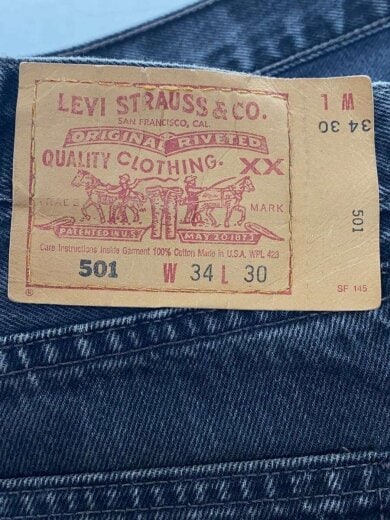 LEVI STRAUSS & CO.
SAN FRANCISCO, CAL.
ORIGINAL RIVETED
QUALITY CLOTHING. XX
TRADE MARK
PATENTED IN U.S. MAY 20 1873
Care Instructions Inside Garment 100% Cotton Made in U.S.A. WPL 423
501 W 34 L 30
®
W L
34 30
501
SF 145